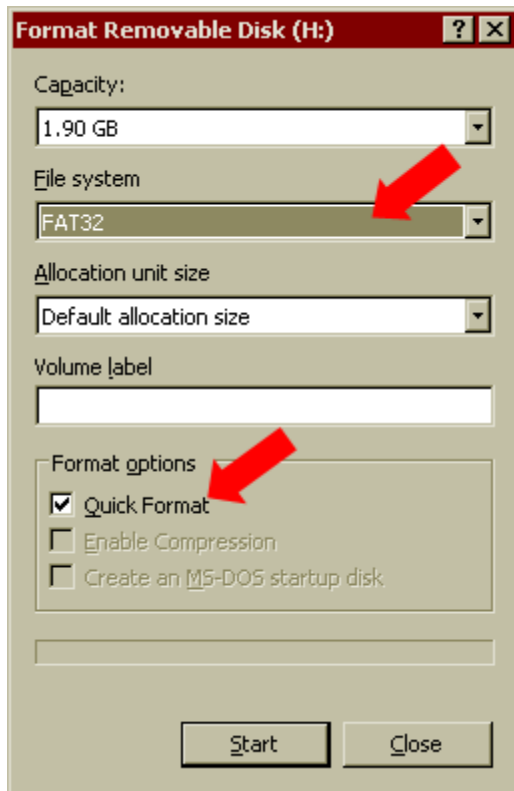 Format Removable Disk (H:)
Capacity:
1.90 GB
File system
FAT32
Allocation unit size
Default allocation size
Volume label
Format options
Quick Format
Enable Compression
Create an MS-DOS startup disk
Start
Close